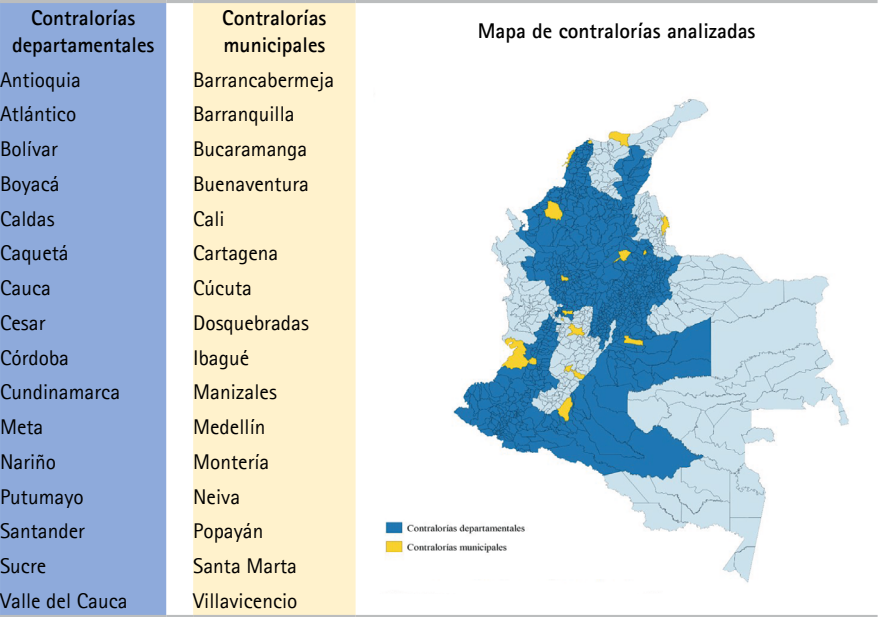 Contralorías
departamentales
Antioquia
Atlántico
Bolívar
Boyacá
Caldas
Caquetá
Cauca
Cesar
Córdoba
Cundinamarca
Meta
Nariño
Putumayo
Santander
Sucre
Valle del Cauca
Contralorías
municipales
Barrancabermeja
Barranquilla
Bucaramanga
Buenaventura
Cali
Cartagena
Cúcuta
Dosquebradas
Ibagué
Manizales
Medellín
Montería
Neiva
Popayán
Santa Marta
Villavicencio
Mapa de contralorías analizadas
Contralorías departamentales
Contralorías municipales